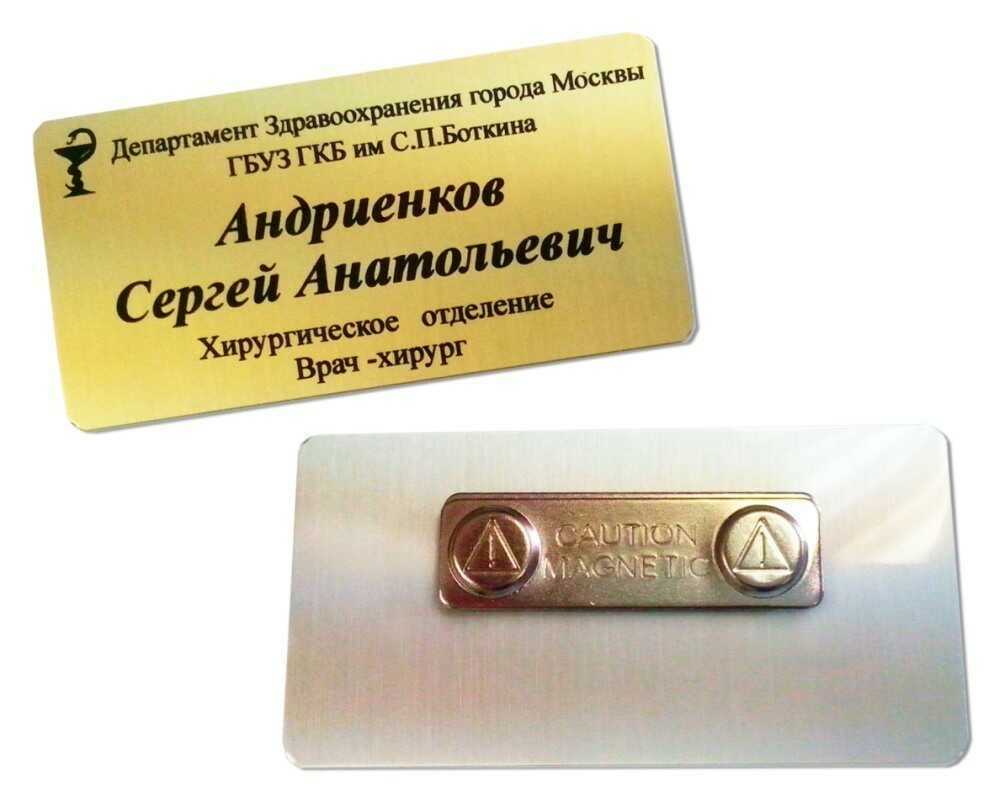 Департамент Здравоохранения города Москвы
ГБУЗ ГКБ им С.П.Боткина
Андриенков
Сергей Анатольевич
Хирургическое отделение
Врач -хирург
CAUTION
MAGNETIC